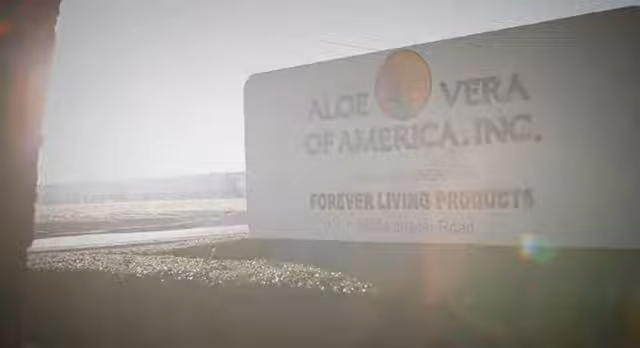 ALOE VERA
OF AMERICA, INC.
FOREVER LIVING PRODUCTS
Road